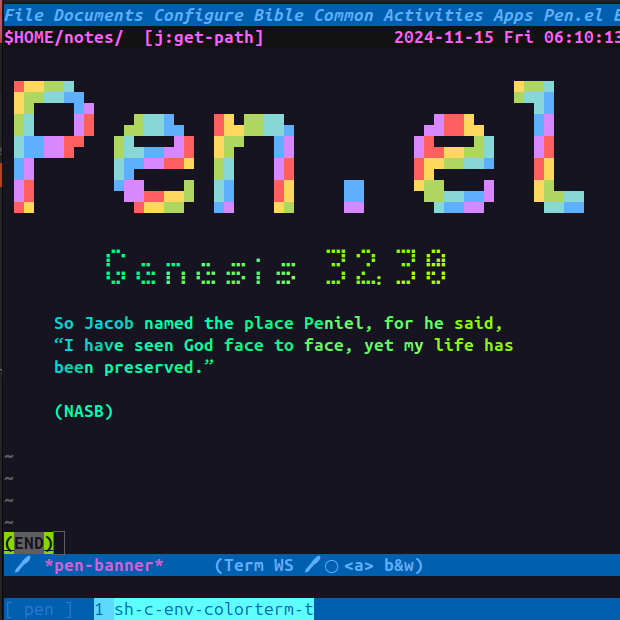 File Documents Configure Bible Common Activities Apps Pen.el
$HOME/notes/ [j:get-path] 2024-11-15 Fri 06:10:13
Pen.el
Genesis 32.30
So Jacob named the place Peniel, for he said,
“I have seen God face to face, yet my life has
been preserved.”
(NASB)
~
~
~
~
(END)
*pen-banner* (Term WS <a> b&w)
[ pen ] 1 sh-c-env-colorterm-t